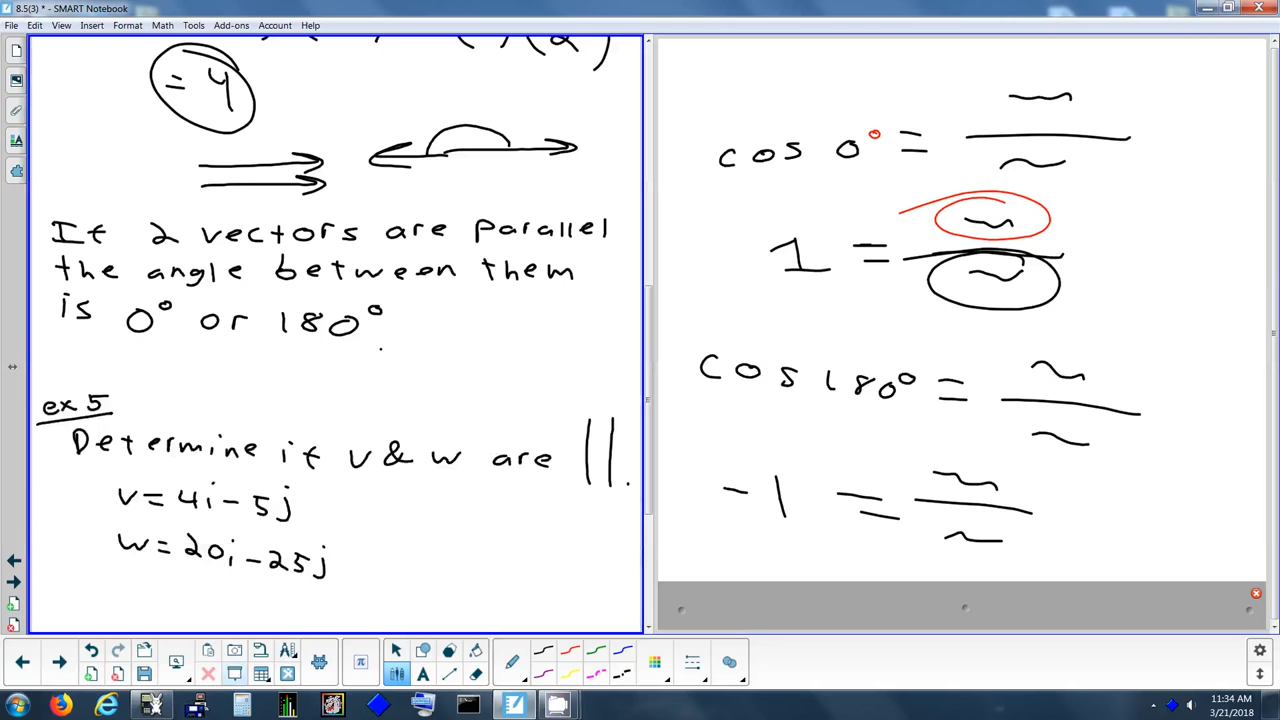 8.5(3) * - SMART Notebook
File Edit View Insert Format Math Tools Add-ons Account Help
= 4
If 2 vectors are parallel
the angle between them
is 0° or 180°
ex 5
Determine if v & w are ||.
v = 4i - 5j
w = 20i - 25j
cos 0° =
1 =
cos 180° =
-1 =
11:34 AM
3/21/2018